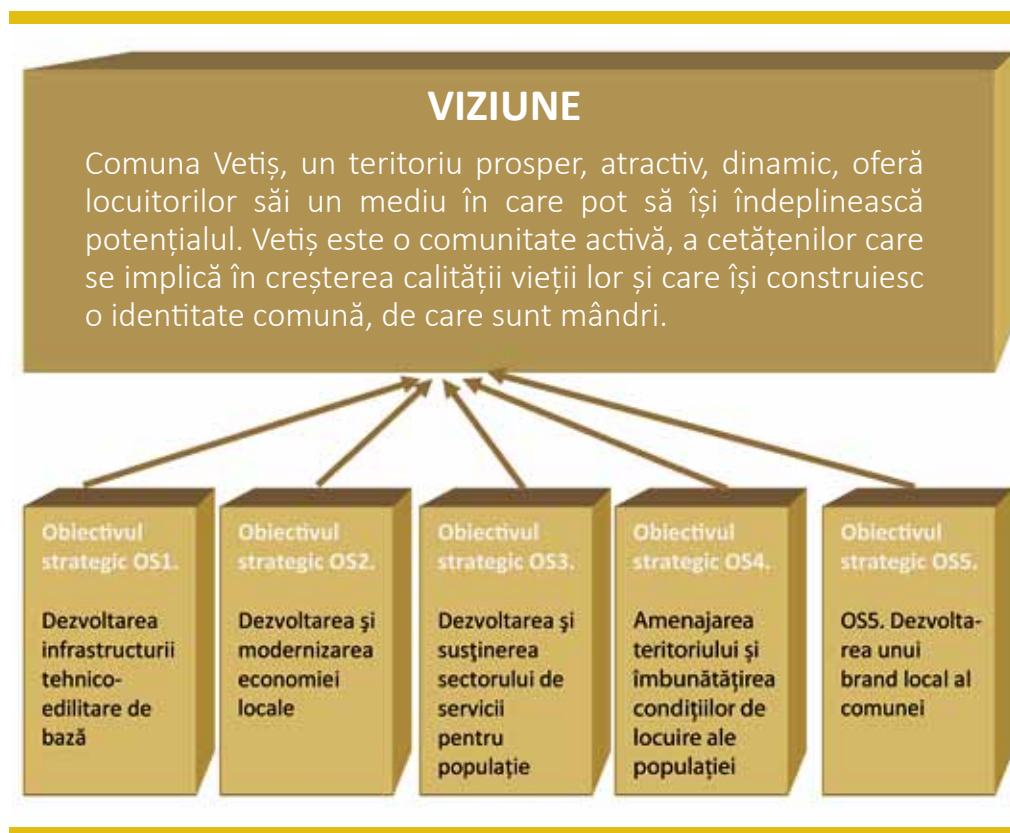 VIZIUNE
Comuna Vetiș, un teritoriu prosper, atractiv, dinamic, oferă
locuitorilor săi un mediu în care pot să își îndeplinească
potențialul. Vetiș este o comunitate activă, a cetățenilor care
se implică în creșterea calității vieții lor și care își construiesc
o identitate comună, de care sunt mândri.
Obiectivul
strategic OS1.
Dezvoltarea
infrastructurii
tehnico-
edilitare de
bază
Obiectivul
strategic OS2.
Dezvoltarea şi
modernizarea
economiei
locale
Obiectivul
strategic OS3.
Dezvoltarea şi
susţinerea
sectorului de
servicii
pentru
populaţie
Obiectivul
strategic OS4.
Amenajarea
teritoriului şi
îmbunătăţirea
condiţiilor de
locuire ale
populaţiei
Obiectivul
strategic OS5.
OS5. Dezvolta-
rea unui
brand local al
comunei